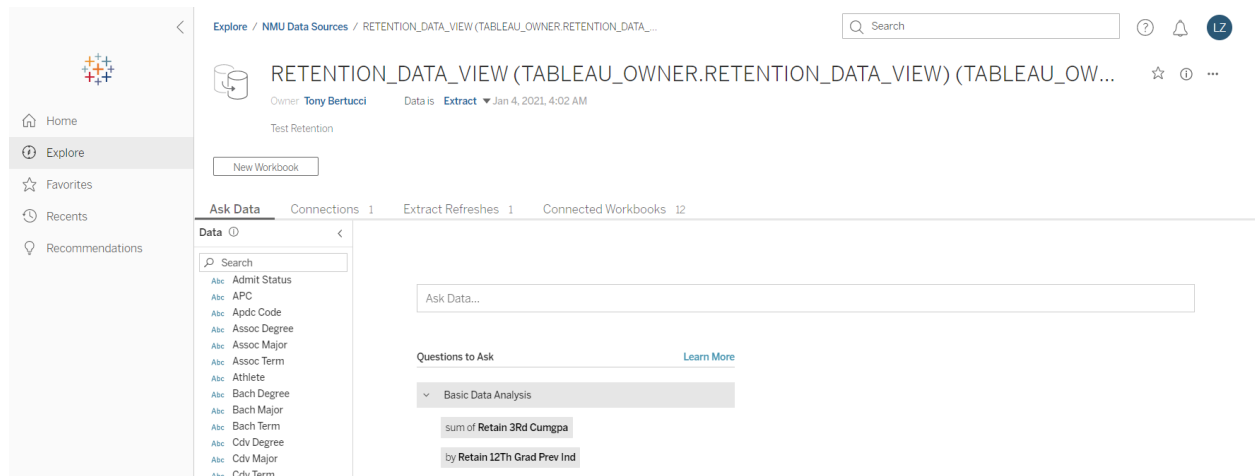 Explore / NMU Data Sources / RETENTION_DATA_VIEW (TABLEAU_OWNER.RETENTION_DATA_...
Search
LZ
RETENTION_DATA_VIEW (TABLEAU_OWNER.RETENTION_DATA_VIEW) (TABLEAU_OW...
Owner Tony Bertucci Data is Extract Jan 4, 2021, 4:02 AM
Test Retention
New Workbook
Home
Explore
Favorites
Recents
Recommendations
Ask Data Connections 1 Extract Refreshes 1 Connected Workbooks 12
Data
Search
Abc Admit Status
Abc APC
Abc Apdc Code
Abc Assoc Degree
Abc Assoc Major
Abc Assoc Term
Abc Athlete
Abc Bach Degree
Abc Bach Major
Abc Bach Term
Abc Cdv Degree
Abc Cdv Major
Abc Cdv Term
Ask Data...
Questions to Ask Learn More
Basic Data Analysis
sum of Retain 3Rd Cumgpa
by Retain 12Th Grad Prev Ind